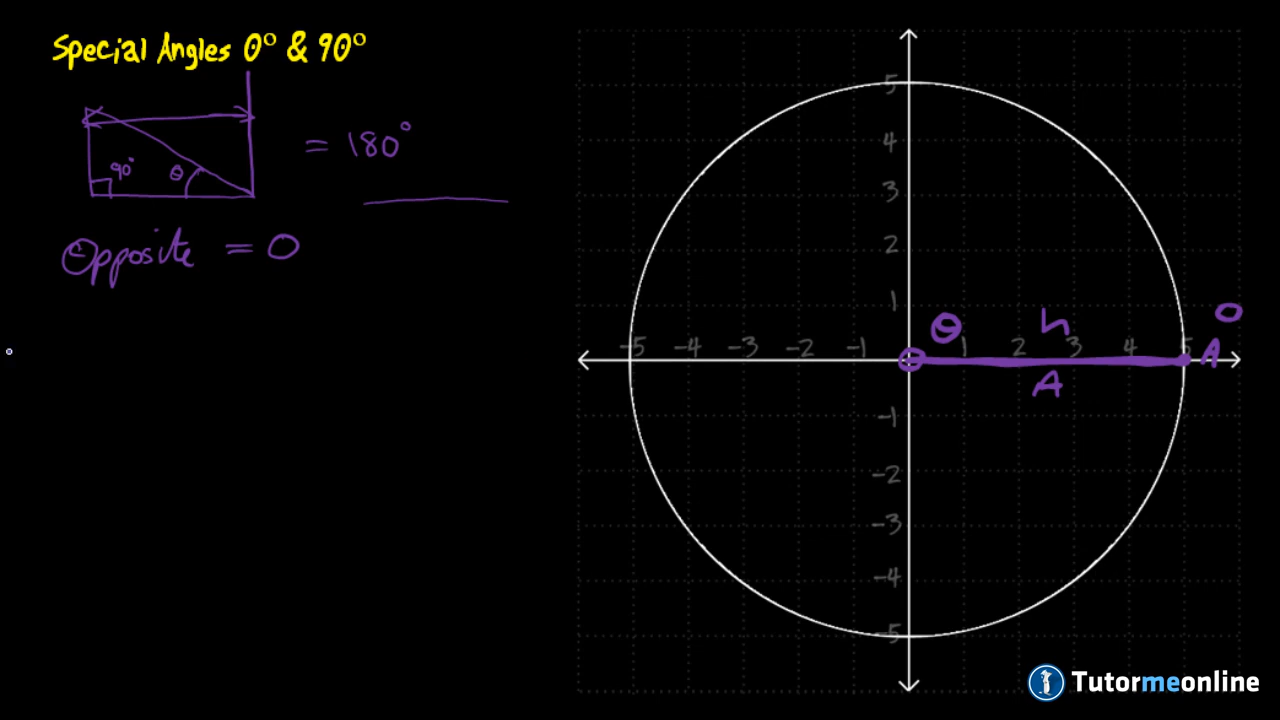 Special Angles 0° & 90°
= 180°
90° θ
Opposite = 0
5
4
3
2
1
θ h O
-5 -4 -3 -2 -1 1 2 3 4 5 A
A
-1
-2
-3
-4
-5
Tutormeonline